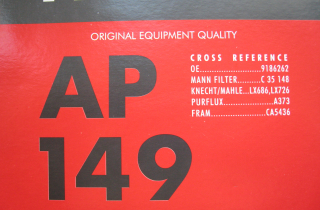 ORIGINAL EQUIPMENT QUALITY
AP
149
CROSS REFERENCE
OE....................9186262
MANN FILTER.........C 35 148
KNECHT/MAHLE...LX686,LX726
PURFLUX................A373
FRAM..................CA5436